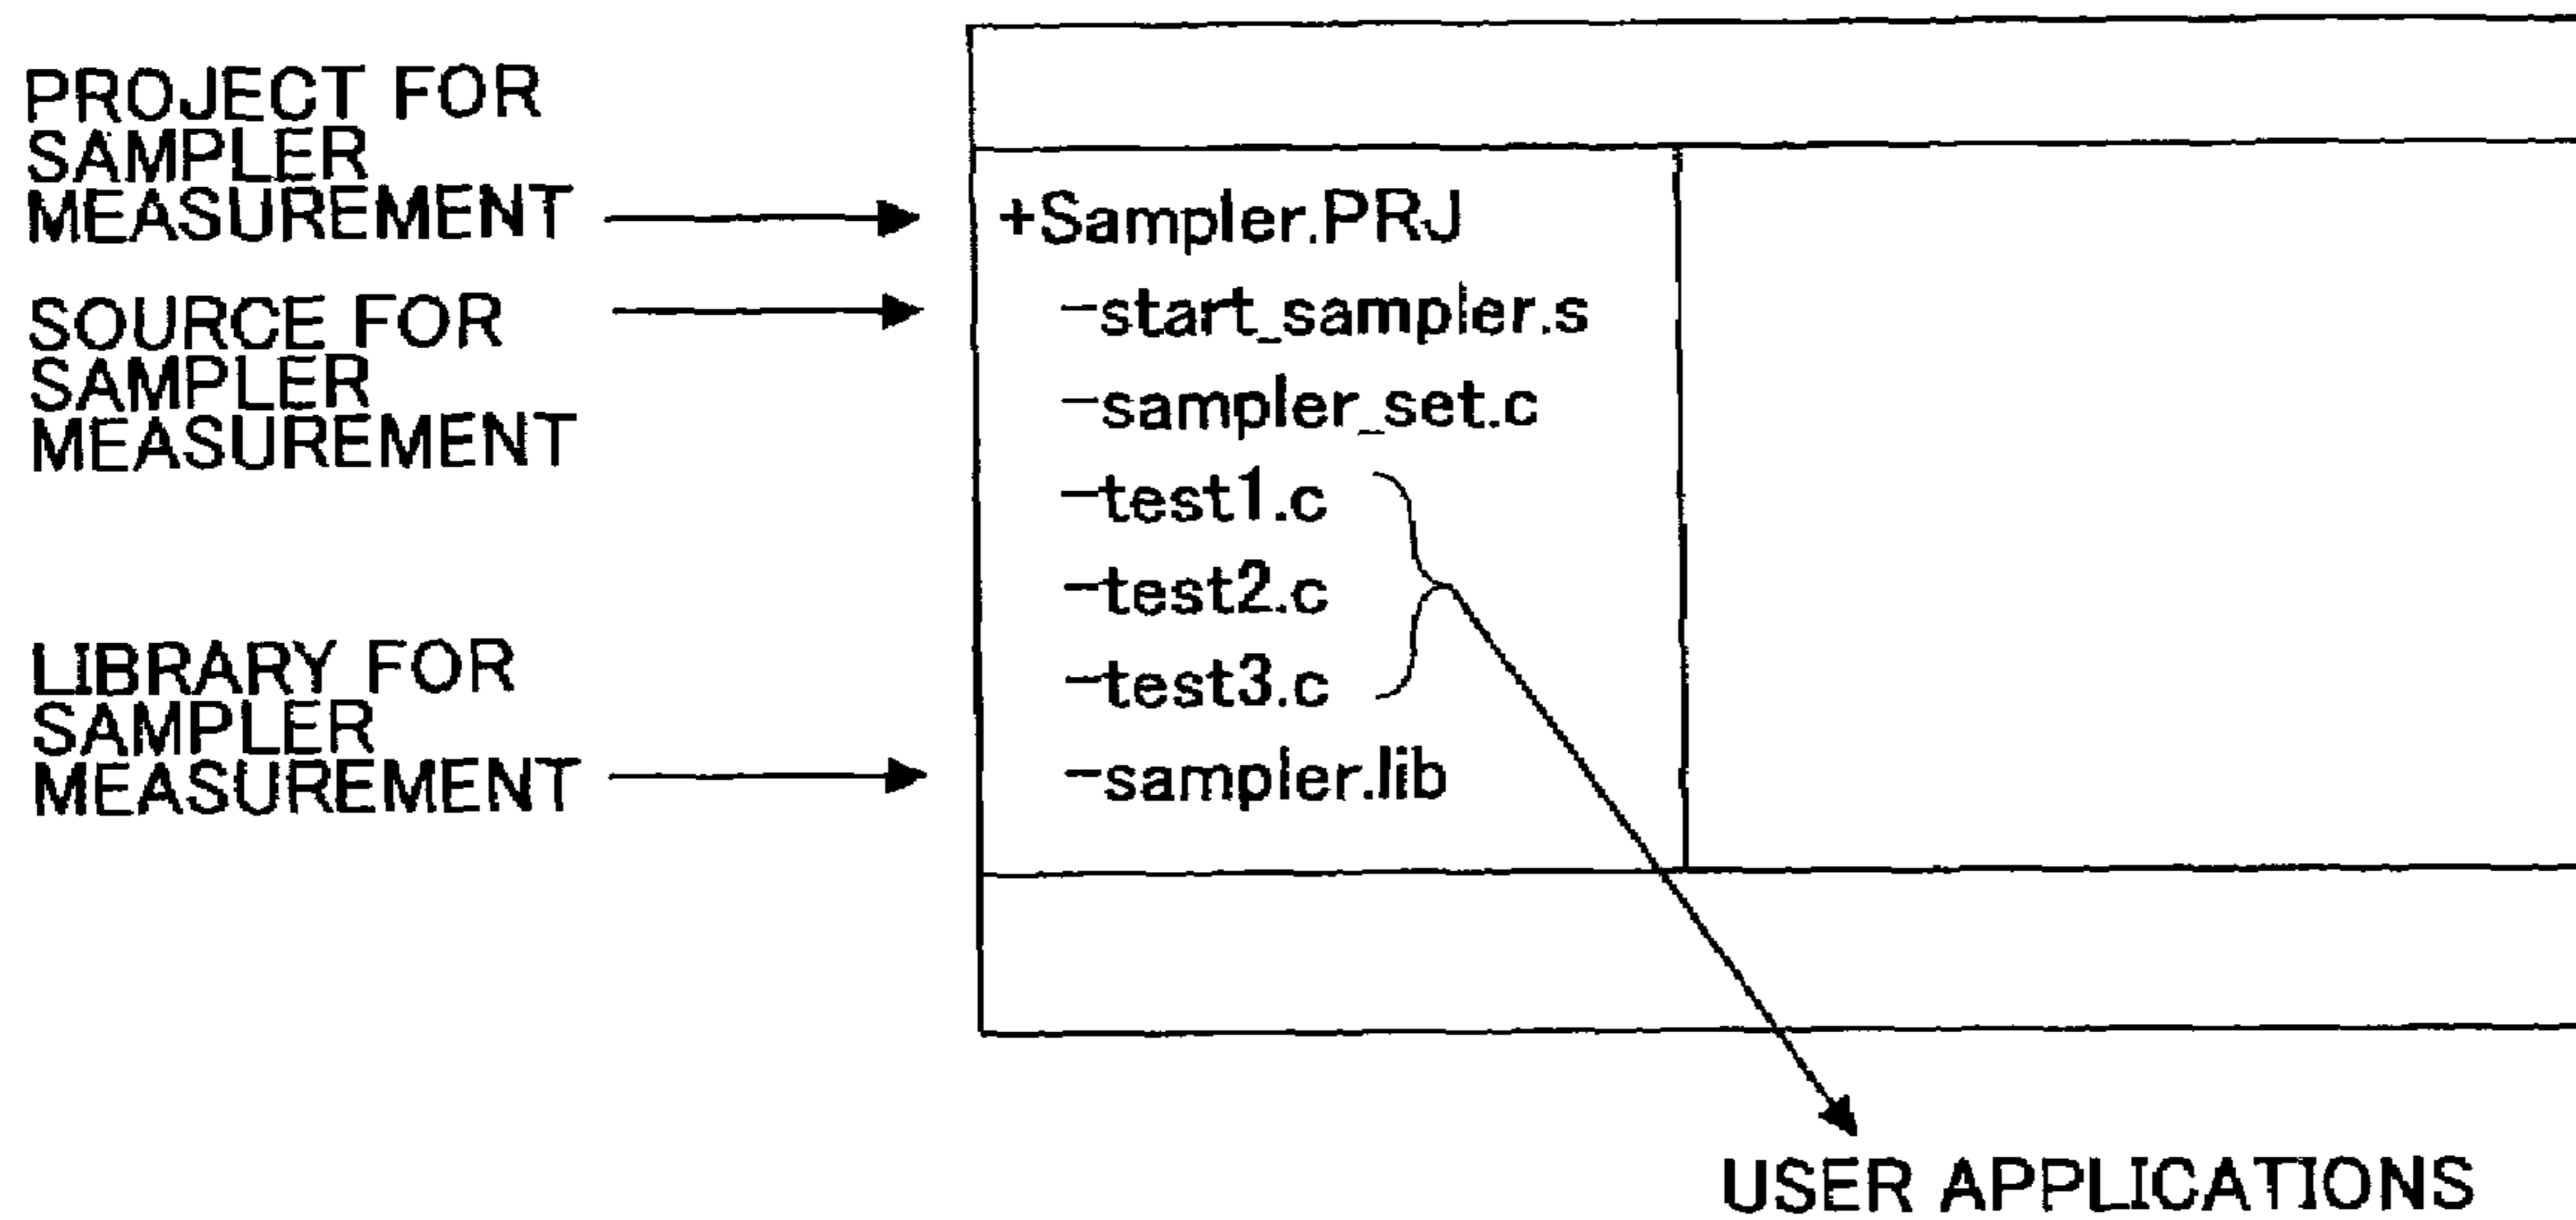 PROJECT FOR
SAMPLER
MEASUREMENT
SOURCE FOR
SAMPLER
MEASUREMENT
LIBRARY FOR
SAMPLER
MEASUREMENT
+Sampler.PRJ
-start_sampler.s
-sampler_set.c
-test1.c
-test2.c
-test3.c
-sampler.lib
USER APPLICATIONS